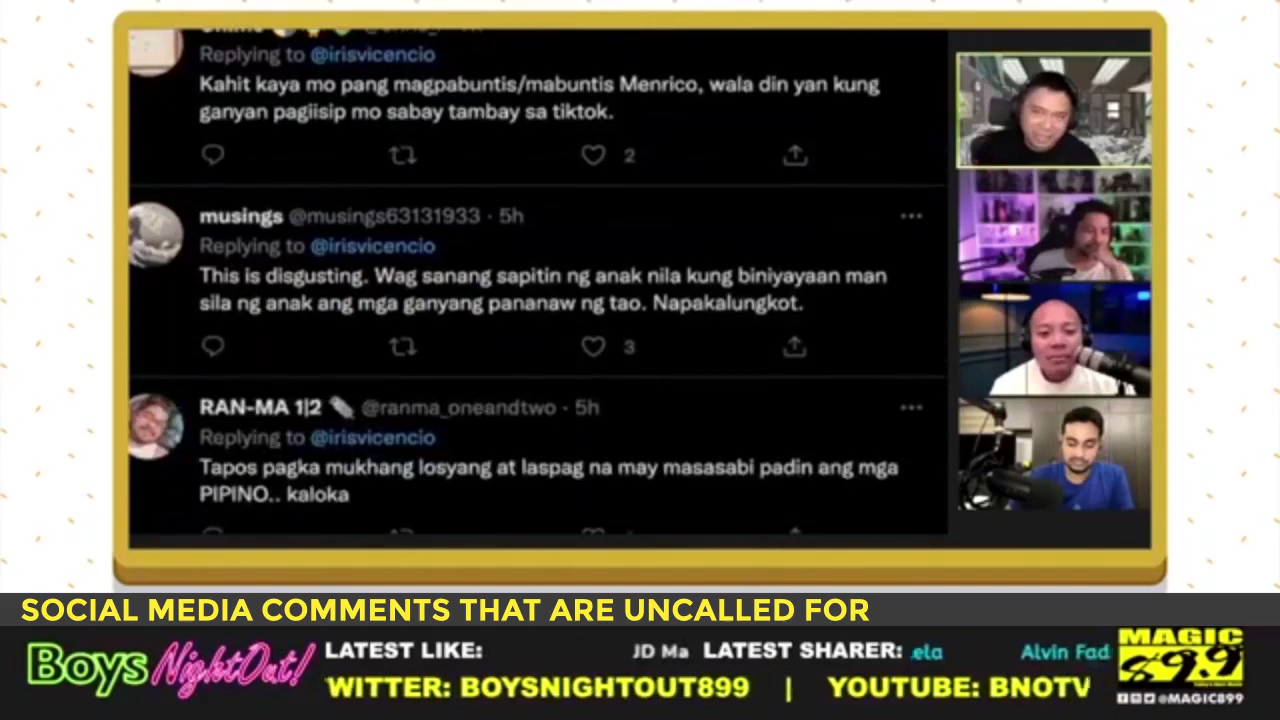 Replying to @irisvicencio
Kahit kaya mo pang magpabuntis/mabuntis Menrico, wala din yan kung
ganyan pagiisip mo sabay tambay sa tiktok.
2
musings @musings63131933 · 5h
Replying to @irisvicencio
This is disgusting. Wag sanang sapitin ng anak nila kung biniyayaan man
sila ng anak ang mga ganyang pananaw ng tao. Napakalungkot.
3
RAN-MA 1|2 @ranma_oneandtwo · 5h
Replying to @irisvicencio
Tapos pagka mukhang losyang at laspag na may masasabi padin ang mga
PIPINO.. kaloka
SOCIAL MEDIA COMMENTS THAT ARE UNCALLED FOR
Boys NightOut!
LATEST LIKE: JD Ma LATEST SHARER: ela Alvin Fad
WITTER: BOYSNIGHTOUT899 | YOUTUBE: BNOTV
MAGIC
89.9
@MAGIC899